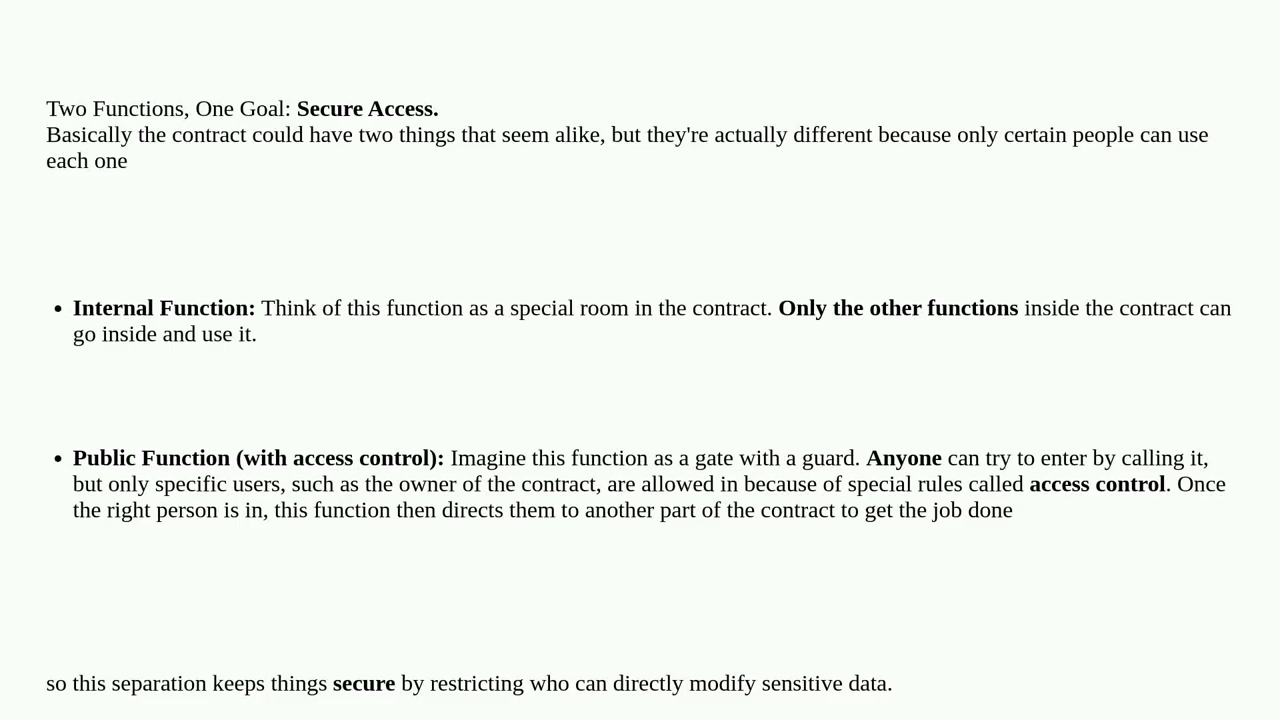 Two Functions, One Goal: Secure Access.
Basically the contract could have two things that seem alike, but they're actually different because only certain people can use
each one
• Internal Function: Think of this function as a special room in the contract. Only the other functions inside the contract can
go inside and use it.
• Public Function (with access control): Imagine this function as a gate with a guard. Anyone can try to enter by calling it,
but only specific users, such as the owner of the contract, are allowed in because of special rules called access control. Once
the right person is in, this function then directs them to another part of the contract to get the job done
so this separation keeps things secure by restricting who can directly modify sensitive data.